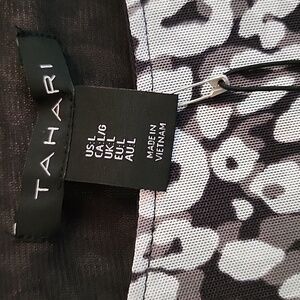 TAHARI
US:L
CA:L/G
UK:L
EU:L
AU:L
MADE IN
VIETNAM